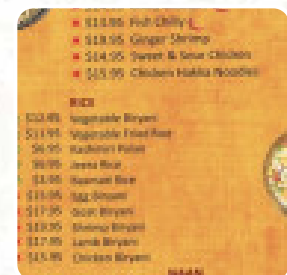 $13.95 Fish Chilly
$19.95 Ginger Shrimp
$14.95 Sweet & Sour Chicken
$15.95 Chicken Hakka Noodles
RICE
$12.95 Vegetable Biryani
$11.95 Vegetable Fried Rice
$6.95 Kashmiri Pulao
$6.95 Jeera Rice
$3.95 Basmati Rice
$13.95 Egg Biryani
$17.95 Goat Biryani
$19.95 Shrimp Biryani
$17.95 Lamb Biryani
$15.95 Chicken Biryani
NAAN